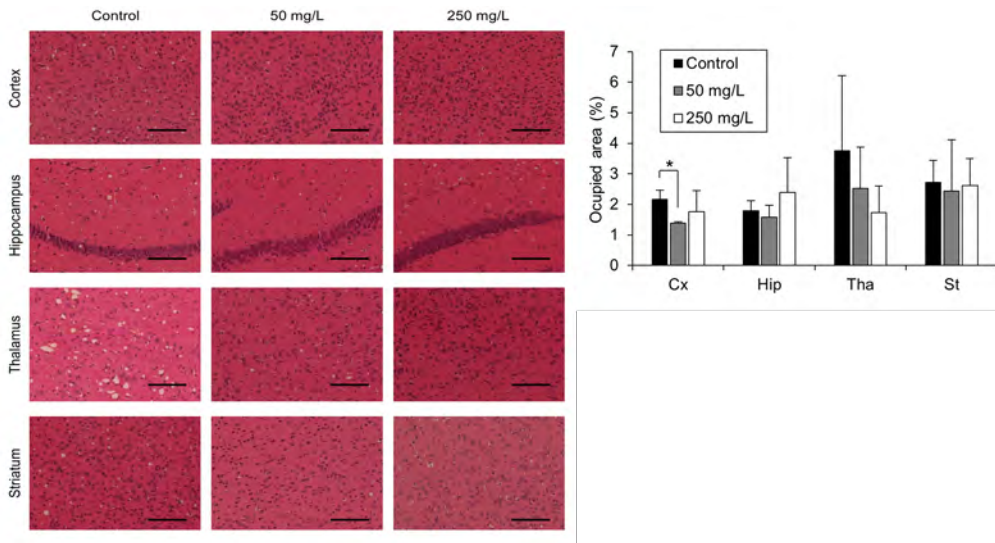 Control 50 mg/L 250 mg/L
Cortex
Hippocampus
Thalamus
Striatum
Ocupied area (%)
7
6
5
4
3
2
1
0
Control
50 mg/L
250 mg/L
*
Cx Hip Tha St